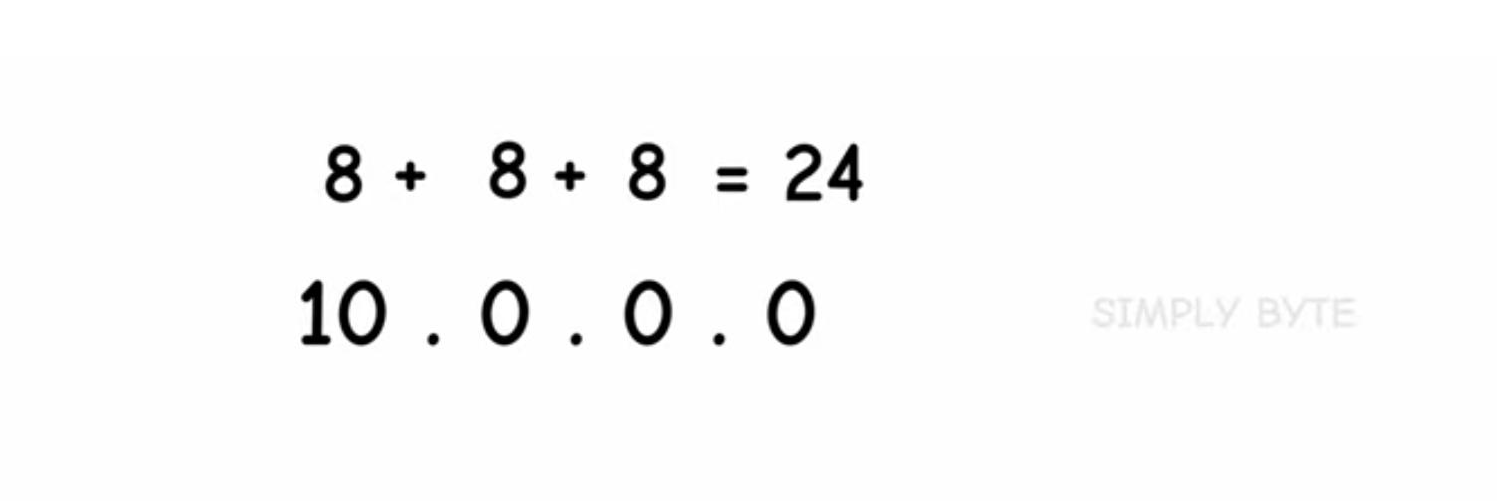 8 + 8 + 8 = 24
10 . 0 . 0 . 0
SIMPLY BYTE